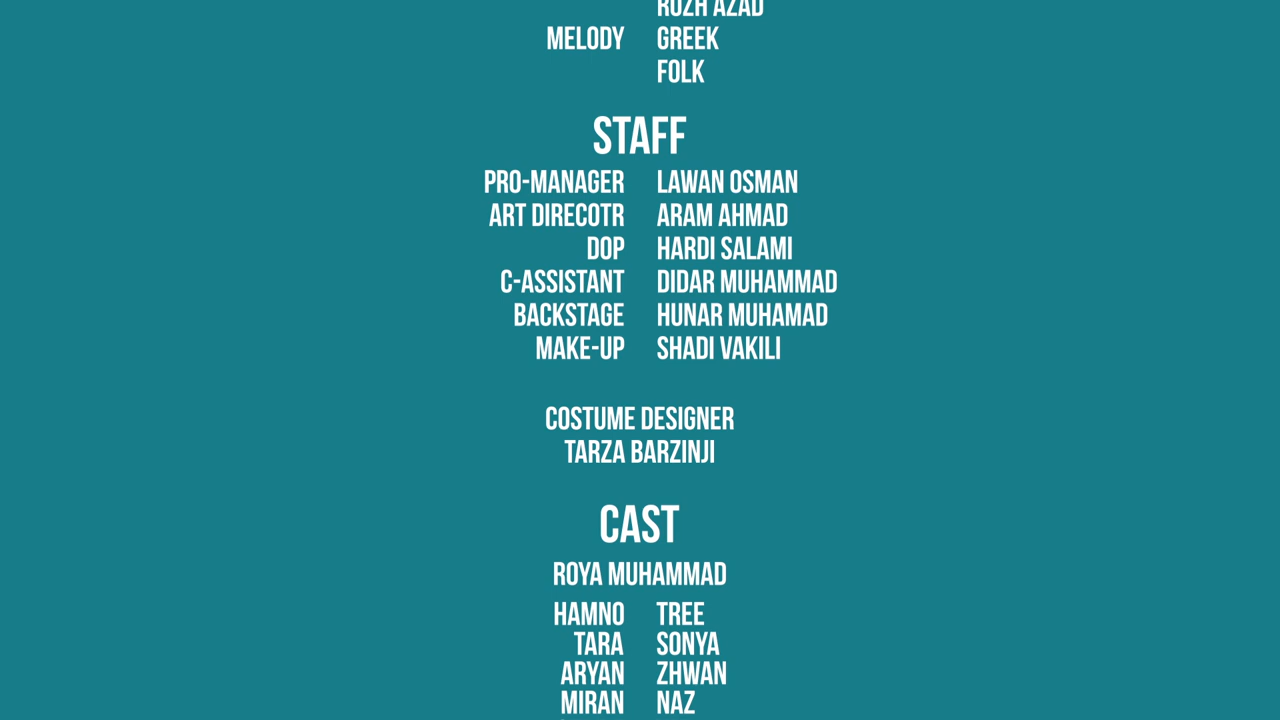 ROZH AZAD
MELODY GREEK
FOLK
STAFF
PRO-MANAGER LAWAN OSMAN
ART DIRECOTR ARAM AHMAD
DOP HARDI SALAMI
C-ASSISTANT DIDAR MUHAMMAD
BACKSTAGE HUNAR MUHAMAD
MAKE-UP SHADI VAKILI
COSTUME DESIGNER
TARZA BARZINJI
CAST
ROYA MUHAMMAD
HAMNO TREE
TARA SONYA
ARYAN ZHWAN
MIRAN NAZ